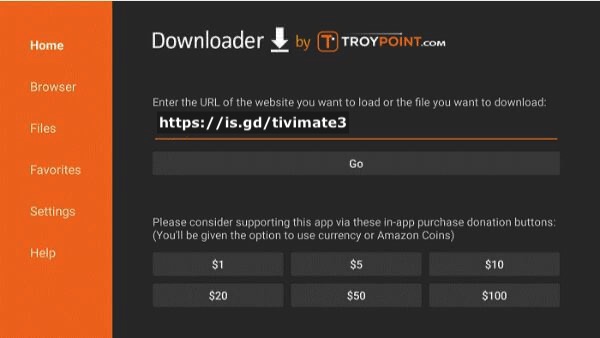 Home
Browser
Files
Favorites
Settings
Help
Downloader by TROYPOINT.COM
Enter the URL of the website you want to load or the file you want to download:
https://is.gd/tivimate3
Go
Please consider supporting this app via these in-app purchase donation buttons:
(You'll be given the option to use currency or Amazon Coins)
$1 $5 $10
$20 $50 $100